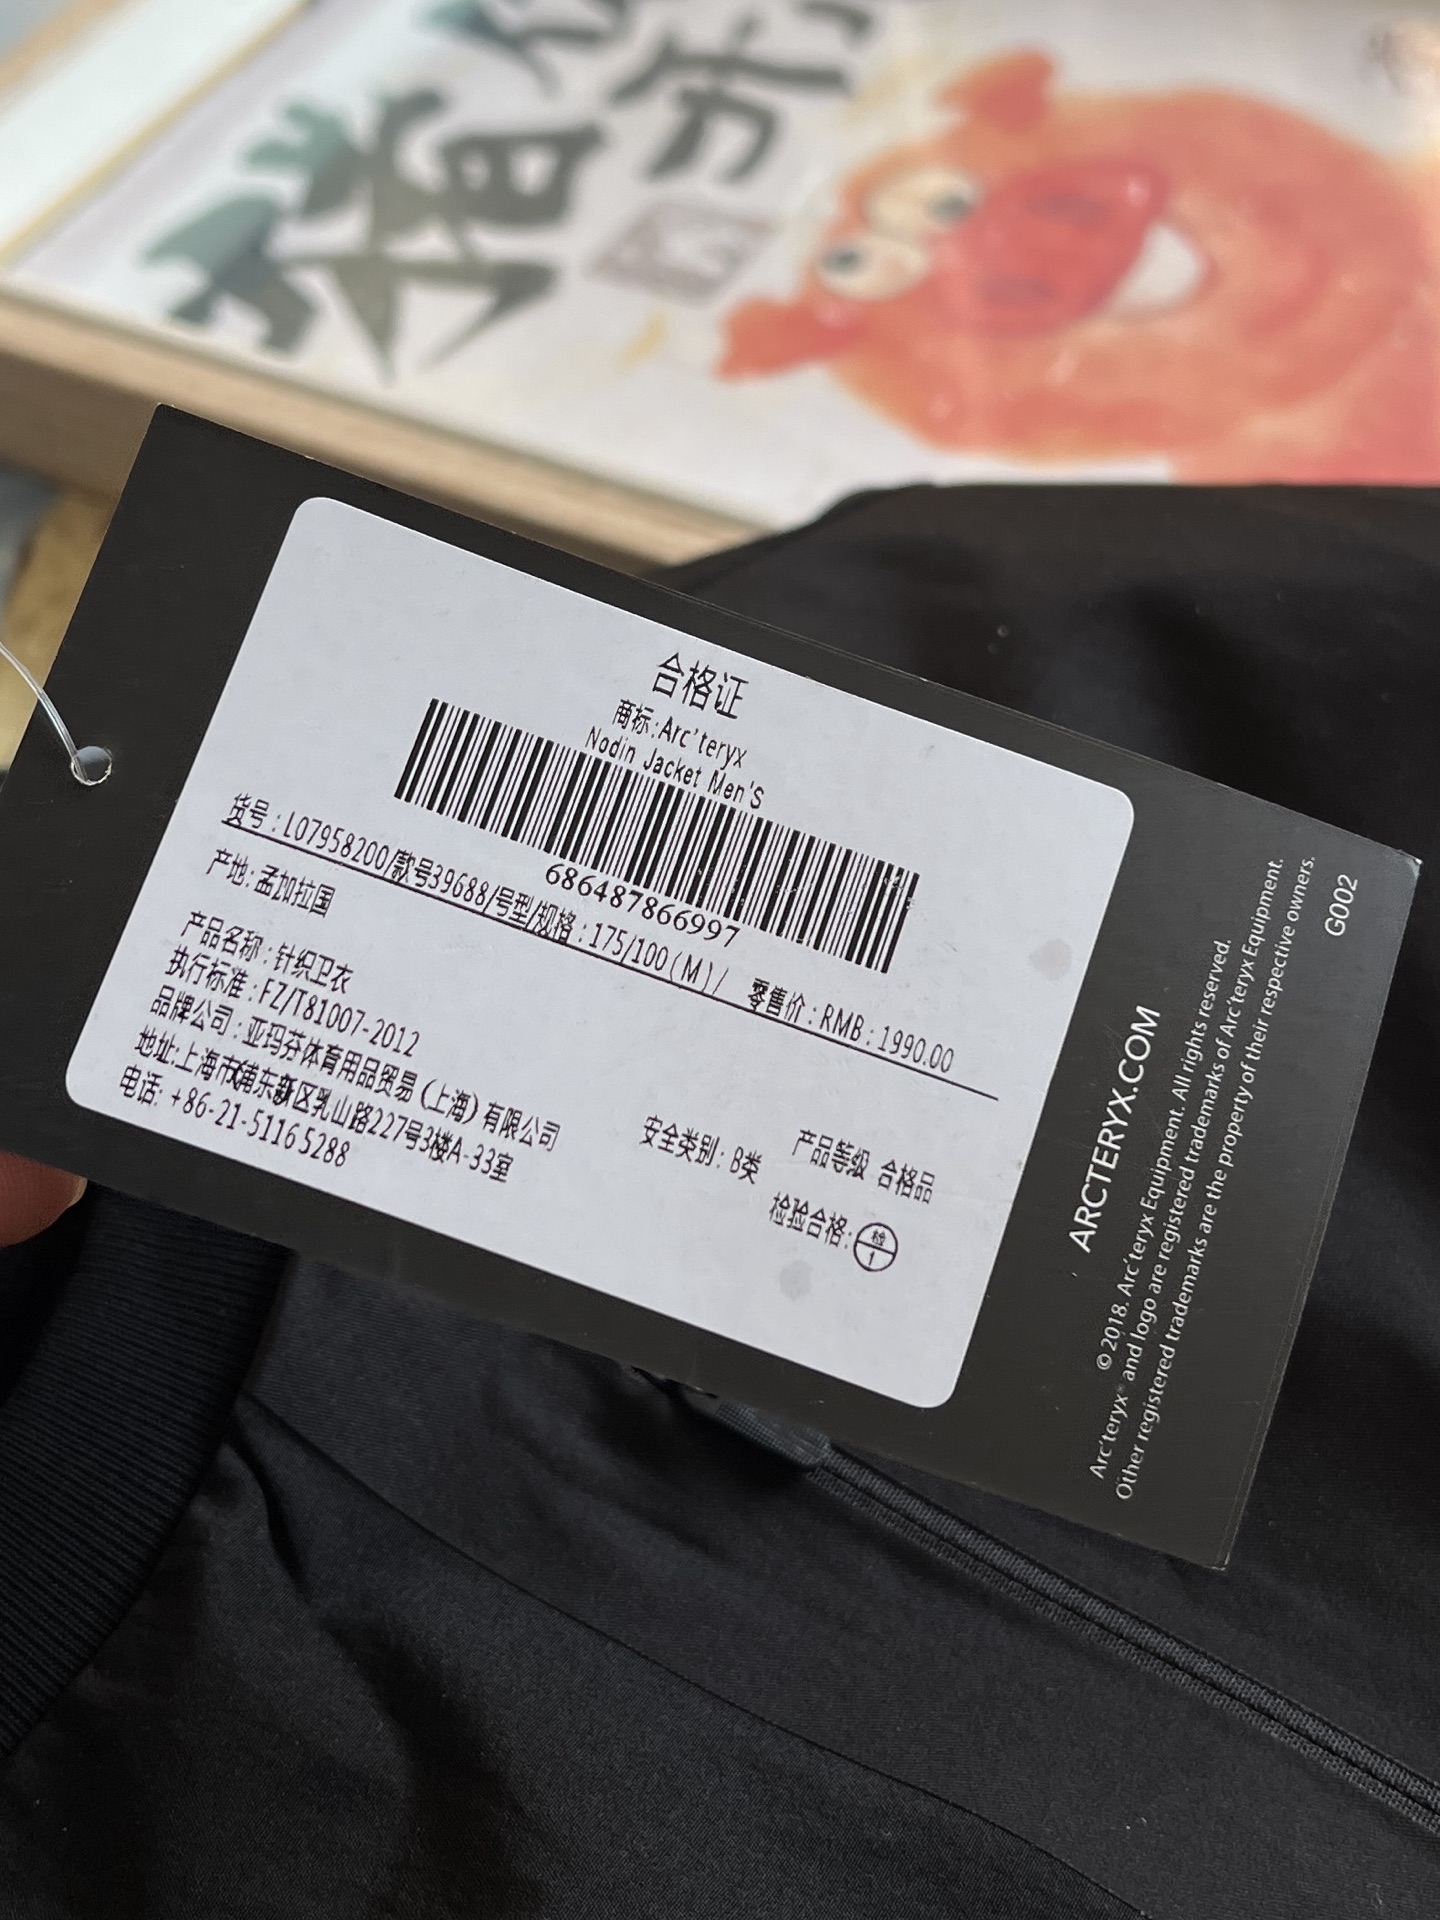 合格证
商标:Arc'teryx
Nodin Jacket Men'S
686487866997
货号:L07958200/款号39688/号型/规格:175/100(M)/ 零售价:RMB:1990.00
产地:孟加拉国
产品名称:针织卫衣
执行标准:FZ/T81007-2012
品牌公司:亚玛芬体育用品贸易(上海)有限公司
地址:上海市浦东新区乳山路227号3楼A-33室
电话: +86-21-5116 5288
安全类别:B类
产品等级 合格品
检验合格:检1
ARCTERYX.COM
©2018. Arc'teryx Equipment. All rights reserved.
Arc'teryx® and logo are registered trademarks of Arc'teryx Equipment.
Other registered trademarks are the property of their respective owners.
G002